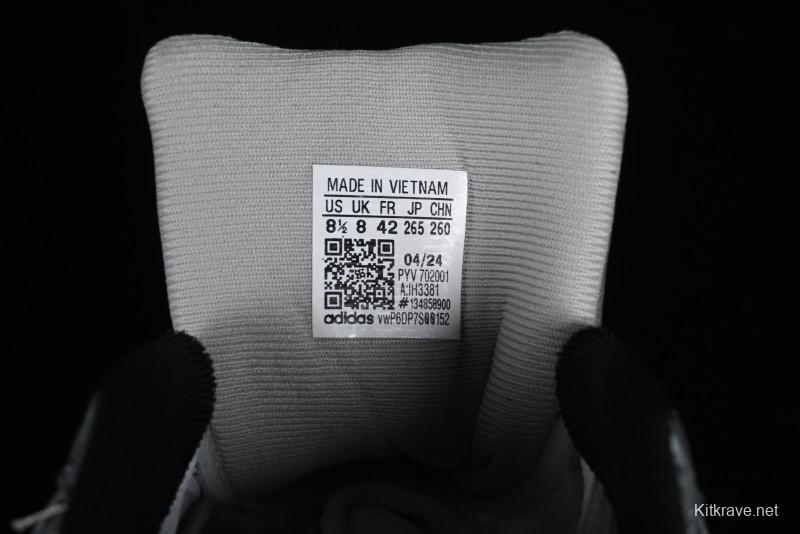 MADE IN VIETNAM
US UK FR JP CHN
8½ 8 42 265 260
04/24
PYV 702001
A:IH3381
#134858900
adidas vwP6DP7S00152
Kitkrave.net